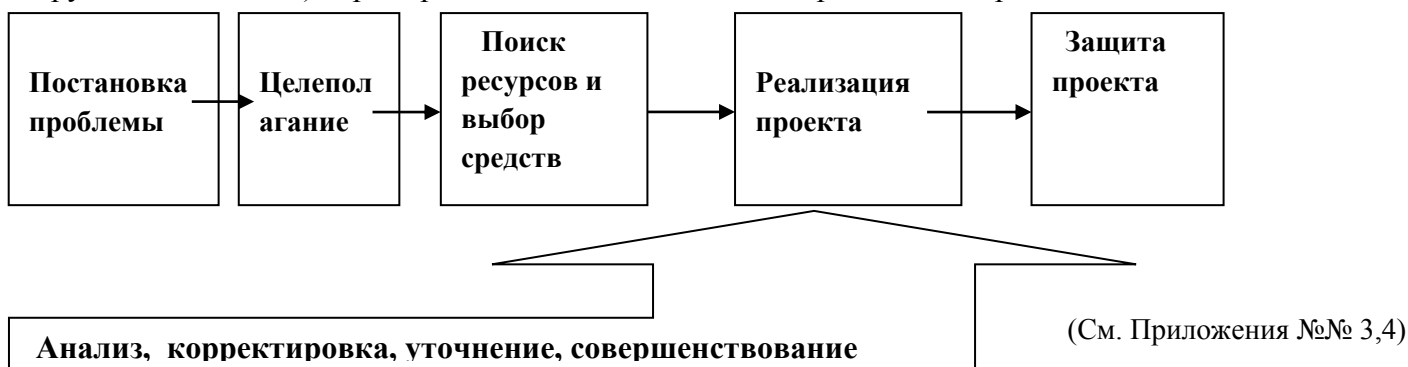 Постановка
проблемы
Целепол
агание
Поиск
ресурсов и
выбор
средств
Реализация
проекта
Защита
проекта
(См. Приложения №№ 3,4)
Анализ, корректировка, уточнение, совершенствование